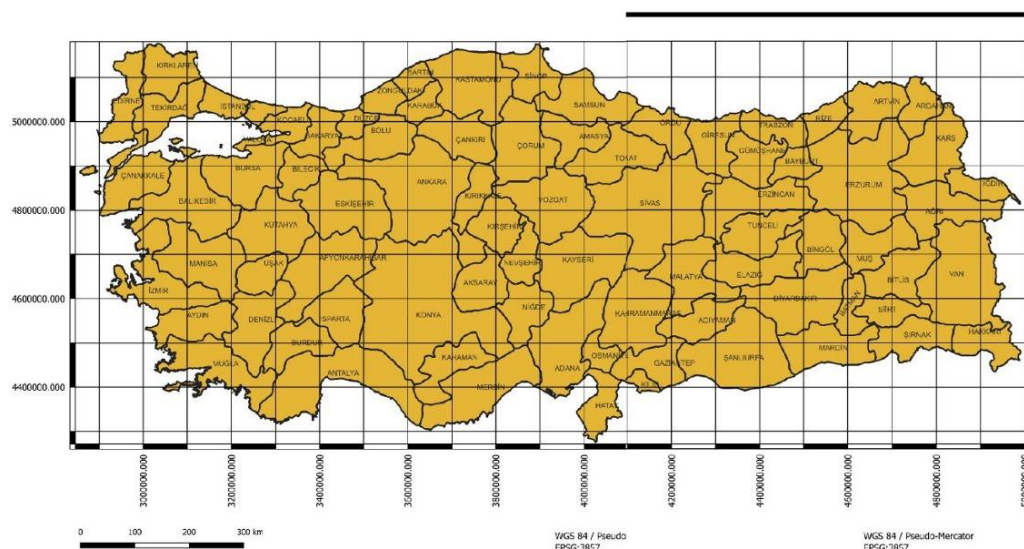 KIRKLARELİ
BARTIN
KASTAMONU
SİNOP
EDİRNE
TEKİRDAĞ
İSTANBUL
ZONGULDAK
KARABÜK
SAMSUN
ARTVİN
ARDAHAN
5000000.000
KOCAELİ
DÜZCE
BOLU
ORDU
GİRESUN
TRABZON
RİZE
SAKARYA
ÇANKIRI
ÇORUM
AMASYA
TOKAT
GÜMÜŞHANE
BAYBURT
KARS
ÇANAKKALE
BURSA
BİLECİK
ANKARA
ERZURUM
IĞDIR
BALIKESİR
ESKİŞEHİR
KIRIKKALE
YOZGAT
SİVAS
ERZİNCAN
AĞRI
4800000.000
KÜTAHYA
KIRŞEHİR
TUNCELİ
MANİSA
UŞAK
AFYONKARAHİSAR
NEVŞEHİR
KAYSERİ
MALATYA
ELAZIĞ
BİNGÖL
MUŞ
BİTLİS
VAN
İZMİR
AKSARAY
4600000.000
AYDIN
DENİZLİ
ISPARTA
KONYA
NİĞDE
KAHRAMANMARAŞ
ADIYAMAN
DİYARBAKIR
BATMAN
SİİRT
ŞIRNAK
HAKKARİ
BURDUR
MUĞLA
ANTALYA
KARAMAN
MERSİN
ADANA
OSMANİYE
GAZİANTEP
ŞANLIURFA
MARDİN
4400000.000
KİLİS
HATAY
3000000.000
3200000.000
3400000.000
3600000.000
3800000.000
4000000.000
4200000.000
4400000.000
4600000.000
4800000.000
0 100 200 300 km
WGS 84 / Pseudo
EPSG:3857
WGS 84 / Pseudo-Mercator
EPSG:3857